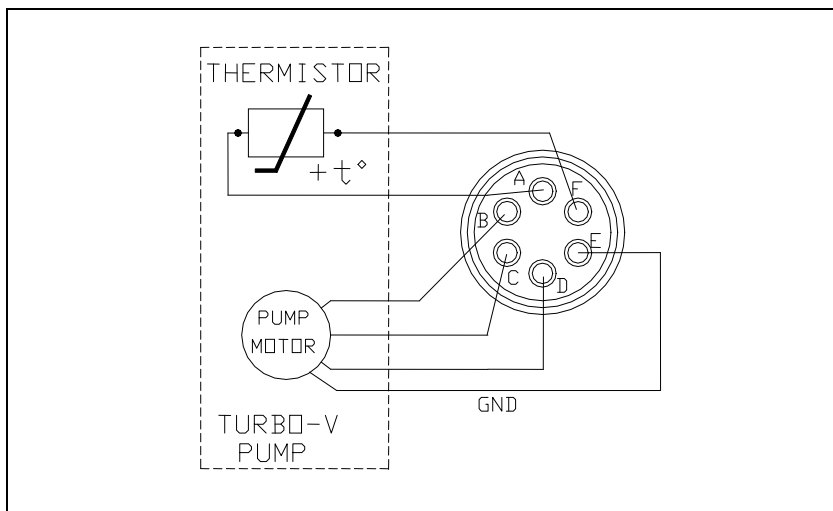 THERMISTOR
+t°
A
F
B
E
C
D
PUMP
MOTOR
GND
TURBO-V
PUMP